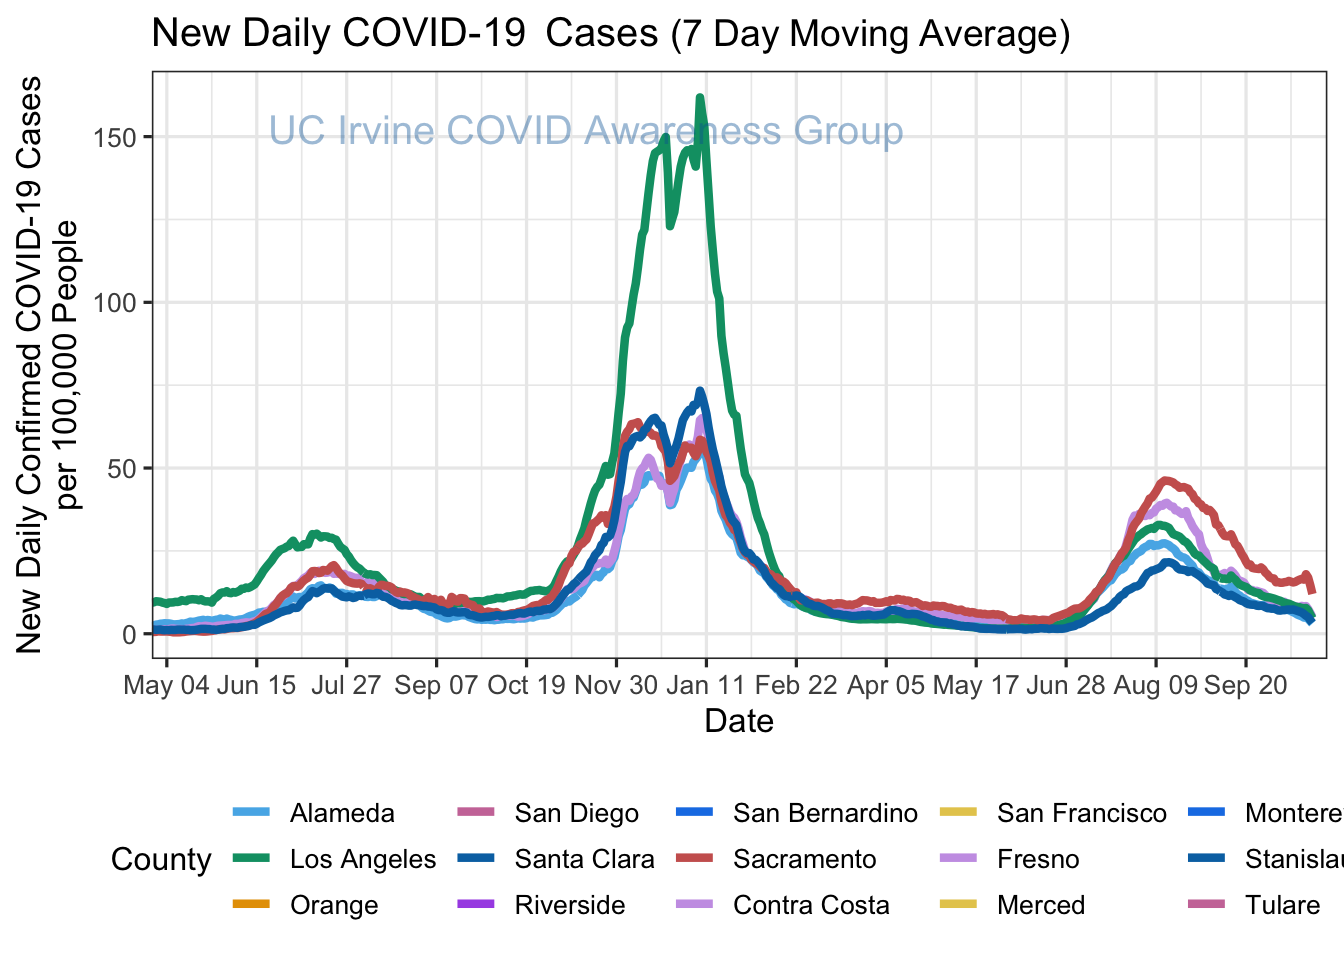 New Daily COVID-19 Cases (7 Day Moving Average)
UC Irvine COVID Awareness Group
New Daily Confirmed COVID-19 Cases
per 100,000 People
150
100
50
0
May 04 Jun 15 Jul 27 Sep 07 Oct 19 Nov 30 Jan 11 Feb 22 Apr 05 May 17 Jun 28 Aug 09 Sep 20
Date
County
Alameda San Diego San Bernardino San Francisco Montere
Los Angeles Santa Clara Sacramento Fresno Stanislau
Orange Riverside Contra Costa Merced Tulare